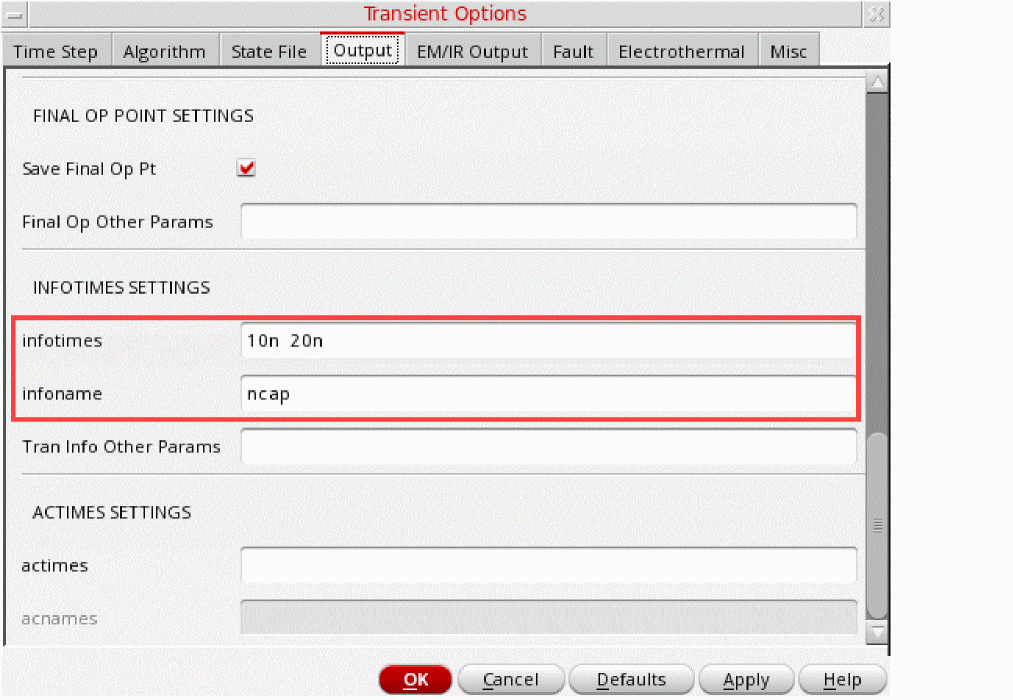 Transient Options
Time Step Algorithm State File Output EM/IR Output Fault Electrothermal Misc
FINAL OP POINT SETTINGS
Save Final Op Pt
Final Op Other Params
INFOTIMES SETTINGS
infotimes 10n 20n
infoname ncap
Tran Info Other Params
ACTIMES SETTINGS
actimes
acnames
OK Cancel Defaults Apply Help